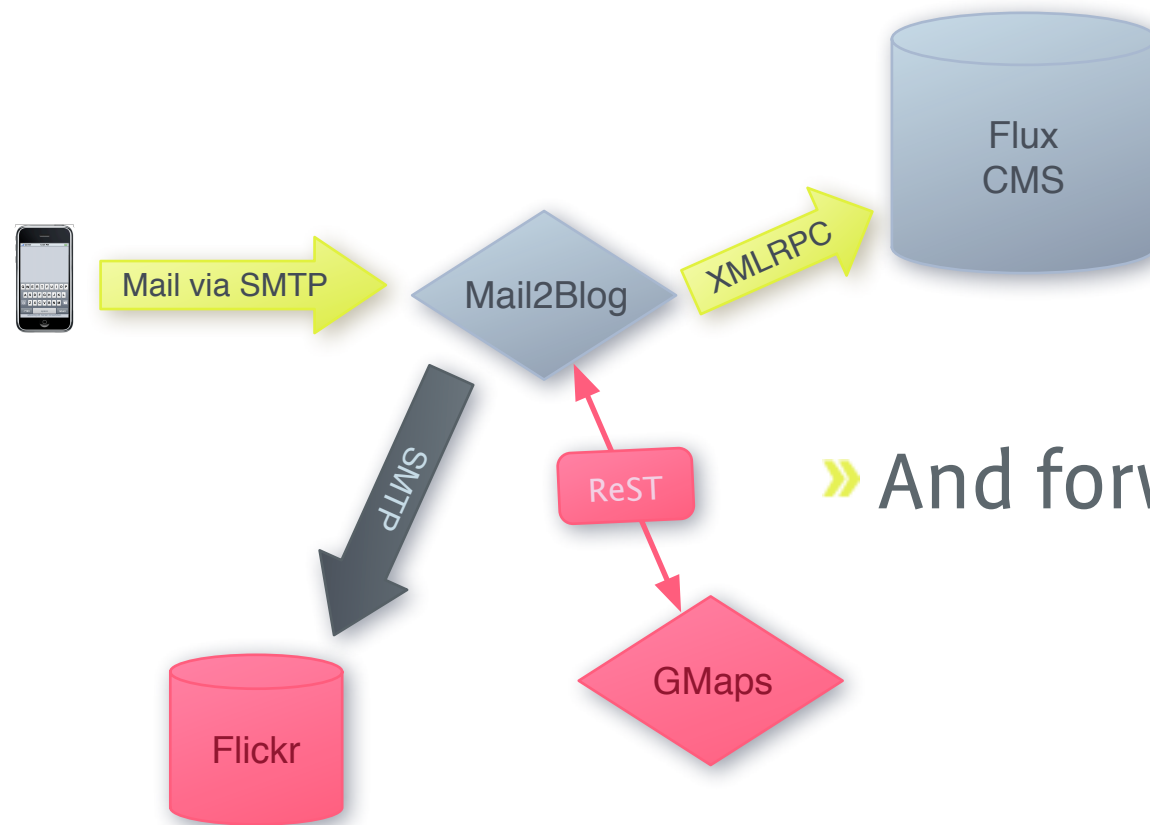 Flux
CMS
Mail via SMTP
Mail2Blog
XMLRPC
SMTP
ReST
» And forw
GMaps
Flickr